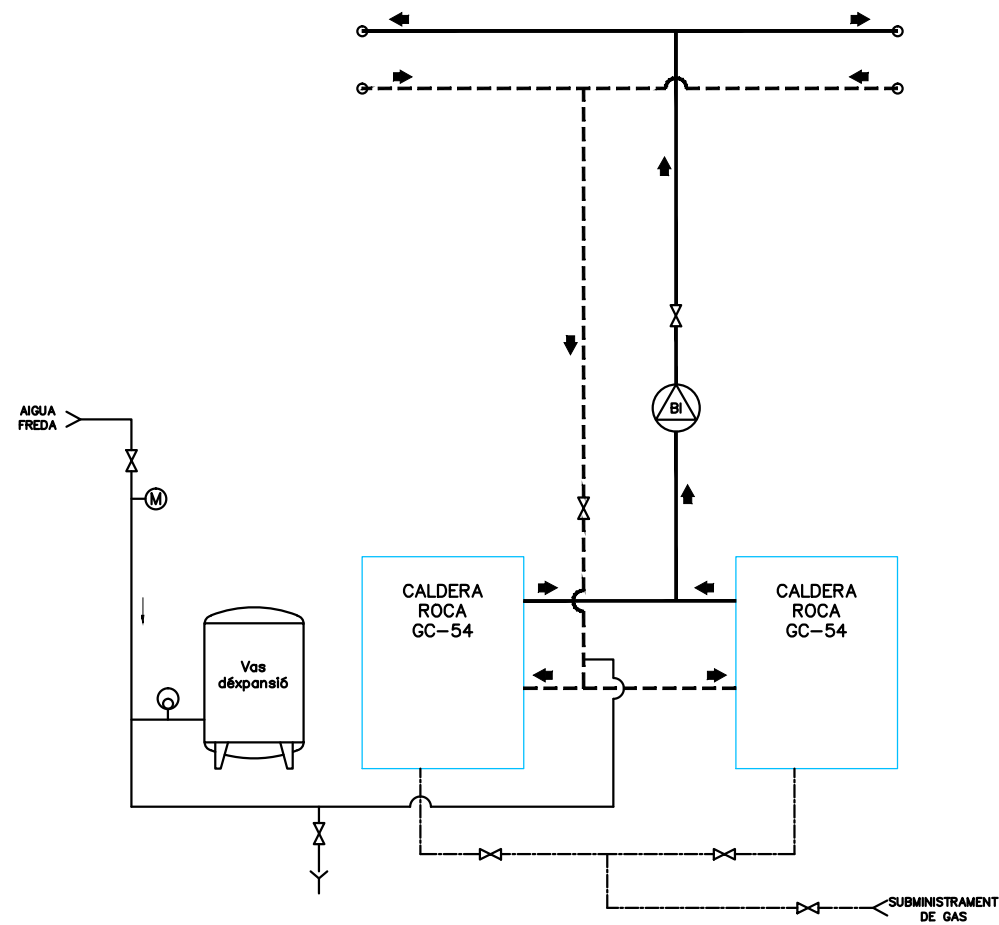 BI
AIGUA
FREDA
M
CALDERA
ROCA
GC-54
CALDERA
ROCA
GC-54
Vas
déxpansió
SUBMINISTRAMENT
DE GAS